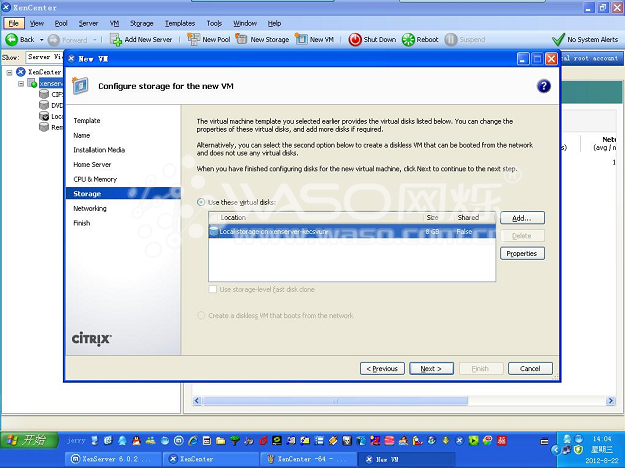 XenCenter
File View Pool Server VM Storage Templates Tools Window Help
Back Forward Add New Server New Pool New Storage New VM Shut Down Reboot Suspend No System Alerts
Show: Server Vi
al root account
XenCenter
xenserv
CIF
DVD
Loca
Rem
Netw
(avg / m
New VM
Configure storage for the new VM
Template
Name
Installation Media
Home Server
CPU & Memory
Storage
Networking
Finish
The virtual machine template you selected earlier provides the virtual disks listed below. You can change the
properties of these virtual disks, and add more disks if required.
Alternatively, you can select the second option below to create a diskless VM that can be booted from the network
and does not use any virtual disks.
When you have finished configuring disks for the new virtual machine, click Next to continue to the next step.
Use these virtual disks:
Location Size Shared
Local storage on xenserver-kecsvunr 8 GB False
Add...
Delete
Properties
Use storage-level fast disk clone
Create a diskless VM that boots from the network
WASO网烁
www.waso.com.cn
CITRIX
< Previous Next > Finish Cancel
开始
jerry
XenServer 6.0.2 ...
XenCenter
XenCenter -64 - ...
New VM
14:04
星期三
2012-8-22